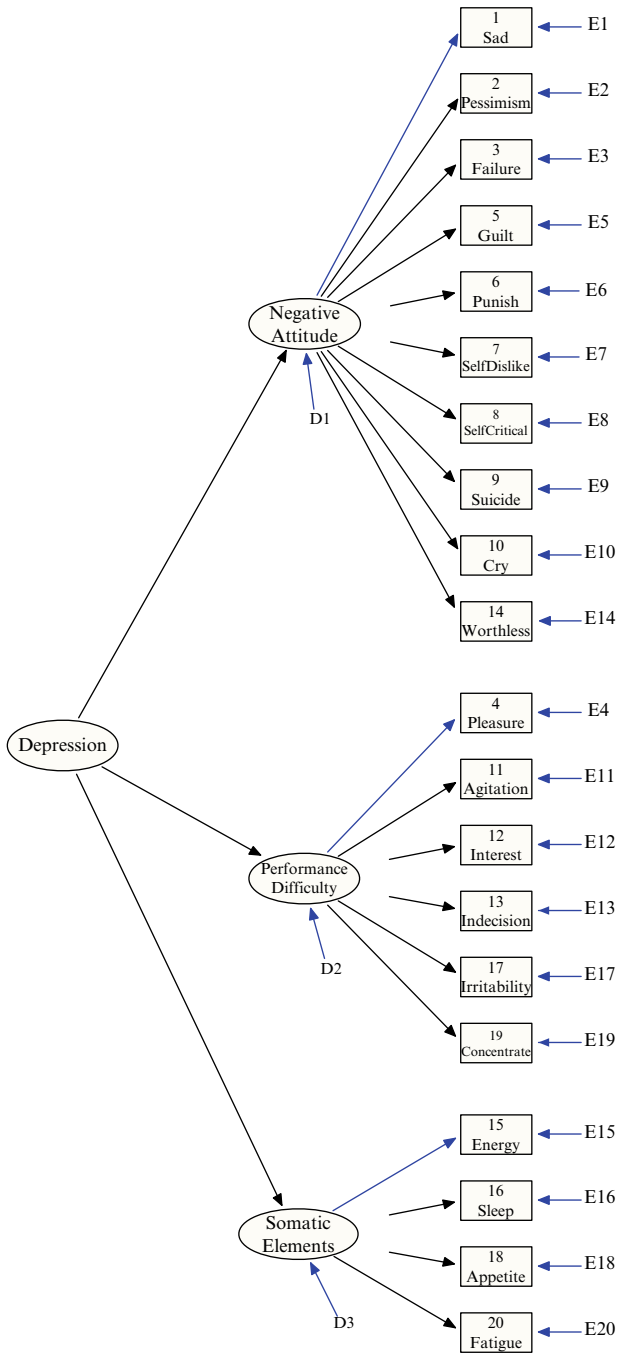 1
Sad
E1
2
Pessimism
E2
3
Failure
E3
5
Guilt
E5
6
Punish
E6
Negative
Attitude
7
SelfDislike
E7
D1
8
SelfCritical
E8
9
Suicide
E9
10
Cry
E10
14
Worthless
E14
Depression
4
Pleasure
E4
11
Agitation
E11
12
Interest
E12
Performance
Difficulty
13
Indecision
E13
D2
17
Irritability
E17
19
Concentrate
E19
15
Energy
E15
16
Sleep
E16
Somatic
Elements
18
Appetite
E18
D3
20
Fatigue
E20